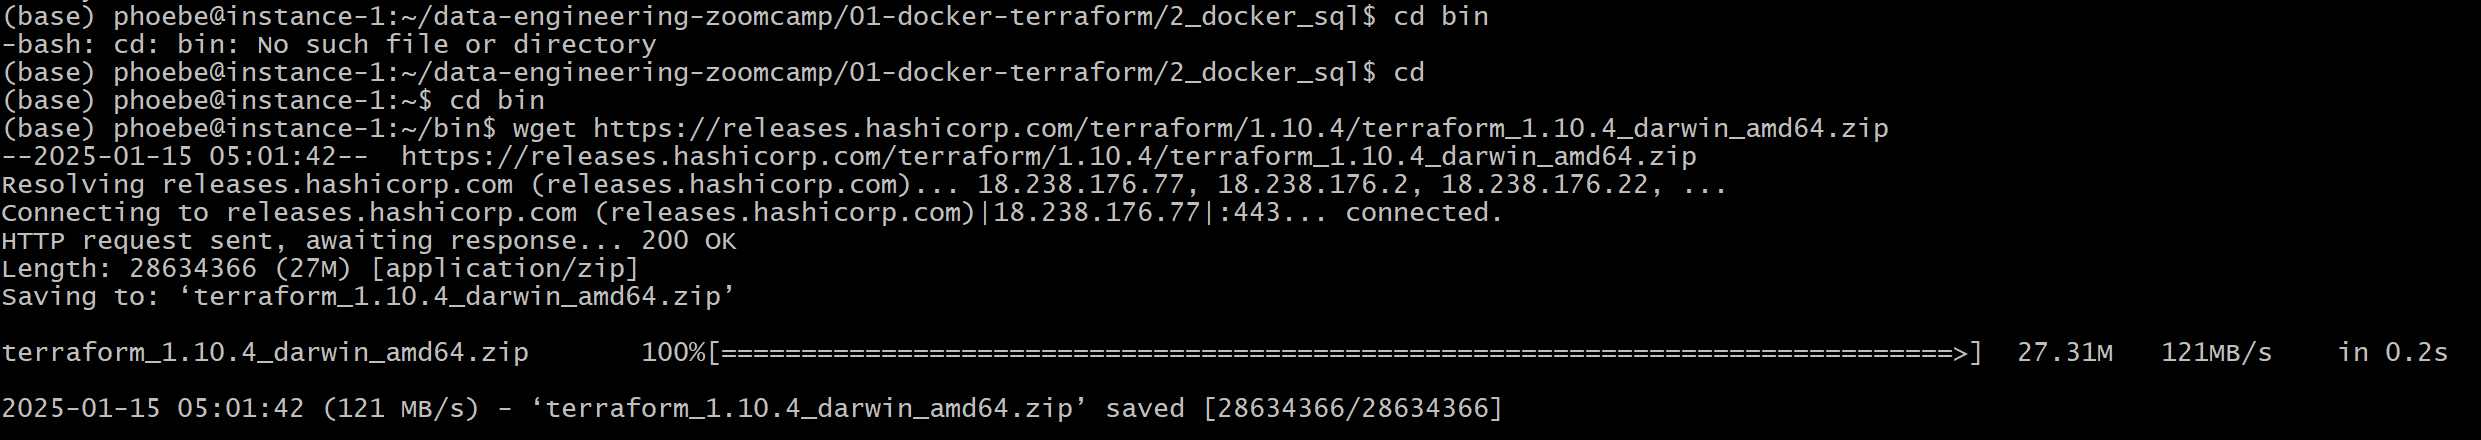 (base) phoebe@instance-1:~/data-engineering-zoomcamp/01-docker-terraform/2_docker_sql$ cd bin
-bash: cd: bin: No such file or directory
(base) phoebe@instance-1:~/data-engineering-zoomcamp/01-docker-terraform/2_docker_sql$ cd
(base) phoebe@instance-1:~$ cd bin
(base) phoebe@instance-1:~/bin$ wget https://releases.hashicorp.com/terraform/1.10.4/terraform_1.10.4_darwin_amd64.zip
--2025-01-15 05:01:42--  https://releases.hashicorp.com/terraform/1.10.4/terraform_1.10.4_darwin_amd64.zip
Resolving releases.hashicorp.com (releases.hashicorp.com)... 18.238.176.77, 18.238.176.2, 18.238.176.22, ...
Connecting to releases.hashicorp.com (releases.hashicorp.com)|18.238.176.77|:443... connected.
HTTP request sent, awaiting response... 200 OK
Length: 28634366 (27M) [application/zip]
Saving to: ‘terraform_1.10.4_darwin_amd64.zip’
terraform_1.10.4_darwin_amd64.zip       100%[=============================================================================>]  27.31M   121MB/s    in 0.2s
2025-01-15 05:01:42 (121 MB/s) - ‘terraform_1.10.4_darwin_amd64.zip’ saved [28634366/28634366]